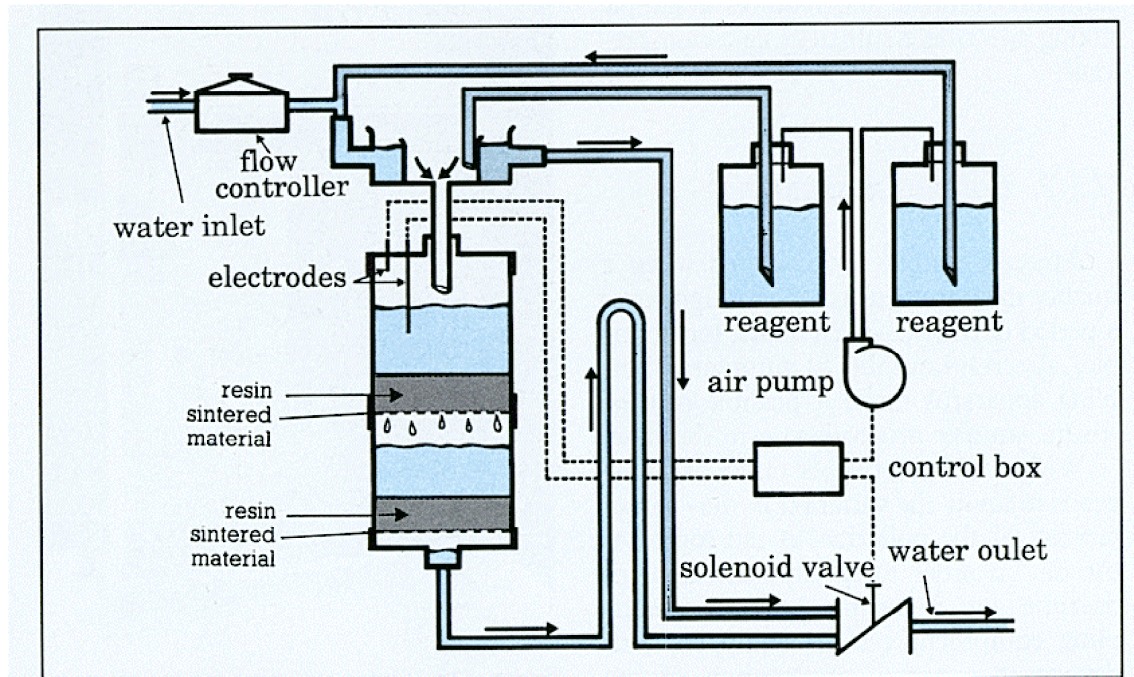 flow
controller
water inlet
electrodes
reagent
reagent
air pump
resin
sintered
material
control box
resin
sintered
material
solenoid valve
water oulet